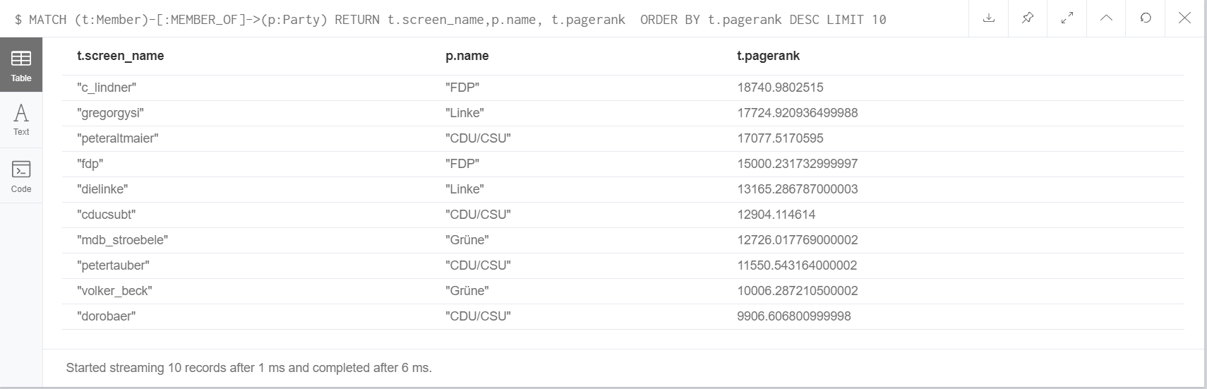 $ MATCH (t:Member)-[:MEMBER_OF]->(p:Party) RETURN t.screen_name,p.name, t.pagerank  ORDER BY t.pagerank DESC LIMIT 10
Table
Text
Code
t.screen_name p.name t.pagerank
"c_lindner" "FDP" 18740.9802515
"gregorgysi" "Linke" 17724.920936499988
"peteraltmaier" "CDU/CSU" 17077.5170595
"fdp" "FDP" 15000.231732999997
"dielinke" "Linke" 13165.286787000003
"cducsubt" "CDU/CSU" 12904.114614
"mdb_stroebele" "Grüne" 12726.017769000002
"petertauber" "CDU/CSU" 11550.543164000002
"volker_beck" "Grüne" 10006.287210500002
"dorobaer" "CDU/CSU" 9906.606800999998
Started streaming 10 records after 1 ms and completed after 6 ms.